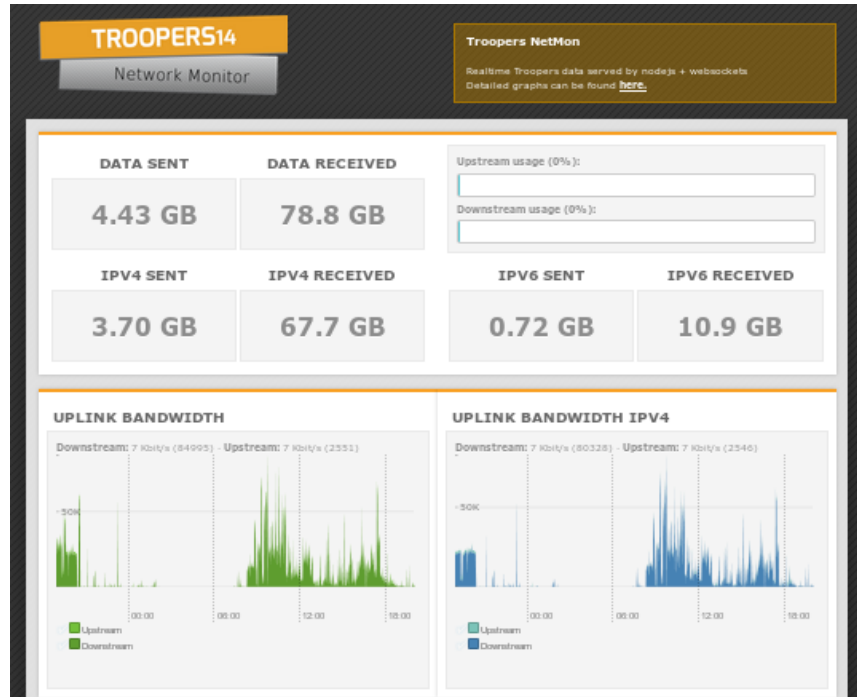 TROOPERS14
Network Monitor
Troopers NetMon
Realtime Troopers data served by nodejs + websockets
Detailed graphs can be found here.
DATA SENT
DATA RECEIVED
4.43 GB
78.8 GB
Upstream usage (0%):
Downstream usage (0%):
IPV4 SENT
IPV4 RECEIVED
IPV6 SENT
IPV6 RECEIVED
3.70 GB
67.7 GB
0.72 GB
10.9 GB
UPLINK BANDWIDTH
Downstream: 7 Kbit/s (84995) - Upstream: 7 Kbit/s (2551)
50K
00:00
06:00
12:00
18:00
Upstream
Downstream
UPLINK BANDWIDTH IPV4
Downstream: 7 Kbit/s (80328) - Upstream: 7 Kbit/s (2546)
50K
00:00
06:00
12:00
18:00
Upstream
Downstream